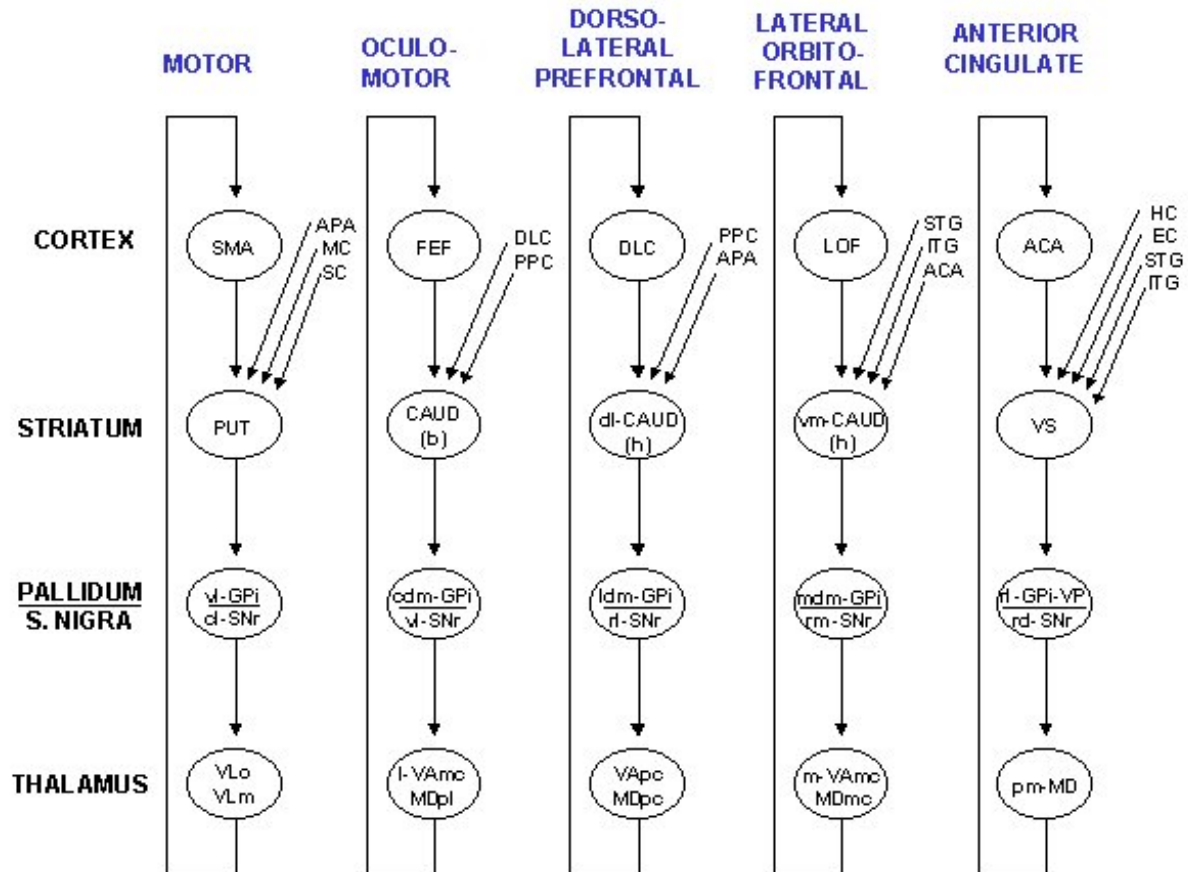 MOTOR
OCULO-
MOTOR
DORSO-
LATERAL
PREFRONTAL
LATERAL
ORBITO-
FRONTAL
ANTERIOR
CINGULATE
CORTEX
SMA
APA
MC
SC
FEF
DLC
PPC
DLC
PPC
APA
LOF
STG
ITG
ACA
ACA
HC
EC
STG
ITG
STRIATUM
PUT
CAUD
(b)
dl-CAUD
(h)
vm-CAUD
(h)
VS
PALLIDUM
S. NIGRA
vl-GPi
cl-SNr
cdm-GPi
vl-SNr
ldm-GPi
rl-SNr
mdm-GPi
rm-SNr
rl-GPi-VP
rd-SNr
THALAMUS
VLo
VLm
l-VAmc
MDpl
VApc
MDpc
m-VAmc
MDmc
pm-MD